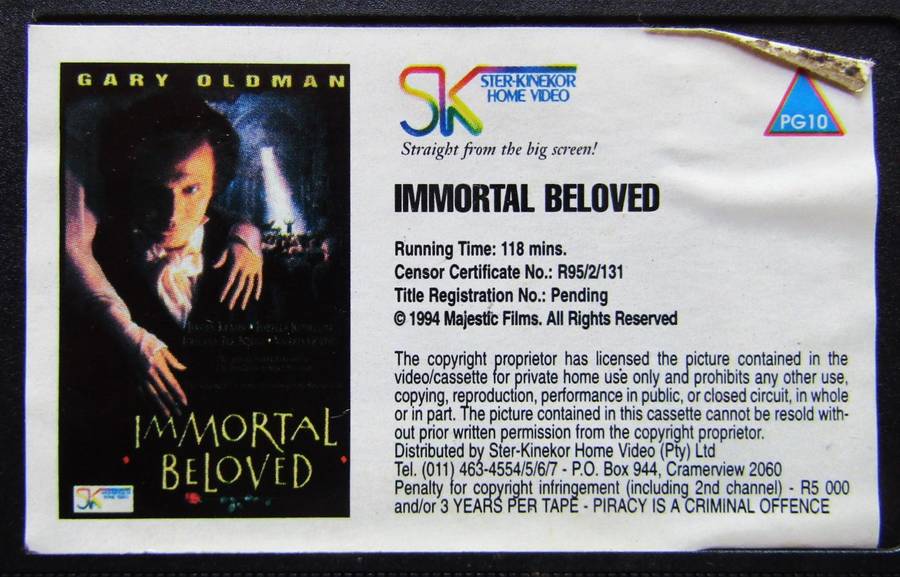 GARY OLDMAN
IMMORTAL
BELOVED
SK
SK
STER-KINEKOR
HOME VIDEO
Straight from the big screen!
PG10
IMMORTAL BELOVED
Running Time: 118 mins.
Censor Certificate No.: R95/2/131
Title Registration No.: Pending
© 1994 Majestic Films. All Rights Reserved
The copyright proprietor has licensed the picture contained in the
video/cassette for private home use only and prohibits any other use,
copying, reproduction, performance in public, or closed circuit, in whole
or in part. The picture contained in this cassette cannot be resold with-
out prior written permission from the copyright proprietor.
Distributed by Ster-Kinekor Home Video (Pty) Ltd
Tel. (011) 463-4554/5/6/7 - P.O. Box 944, Cramerview 2060
Penalty for copyright infringement (including 2nd channel) - R5 000
and/or 3 YEARS PER TAPE - PIRACY IS A CRIMINAL OFFENCE